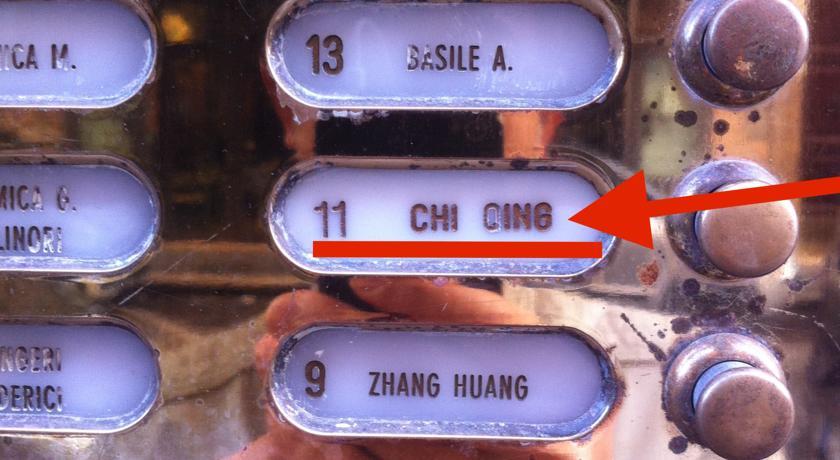 ICA M.
13 BASILE A.
MICA G.
LINORI
11 CHI QING
NGERI
DERICI
9 ZHANG HUANG